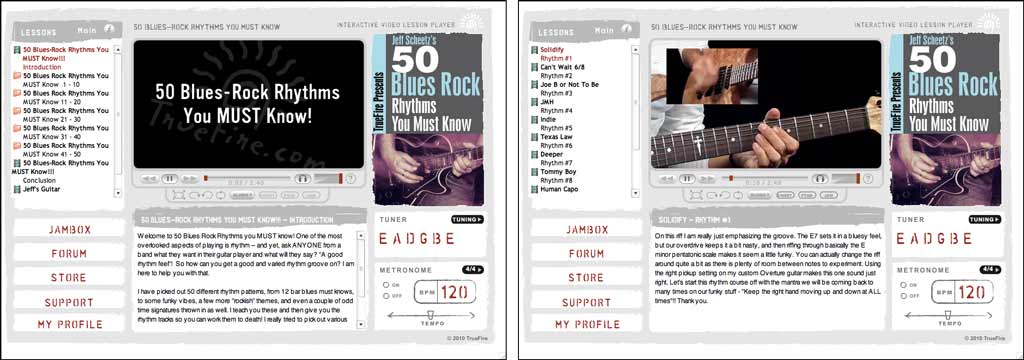 50 BLUES-ROCK RHYTHMS YOU MUST KNOW
INTERACTIVE VIDEO LESSON PLAYER
LESSONS Main
50 Blues-Rock Rhythms You
MUST Know!!!
Introduction
50 Blues Rock Rhythms You
MUST Know 1 - 10
50 Blues Rock Rhythms You
MUST Know 11 - 20
50 Blues Rock Rhythms You
MUST Know 21 - 30
50 Blues Rock Rhythms You
MUST Know 31 - 40
50 Blues Rock Rhythms You
MUST Know 41 - 50
50 Blues-Rock Rhythms You
MUST Know!!!
Conclusion
Jeff's Guitar
50 Blues-Rock Rhythms
You MUST Know!
TrueFire.com
0:02 / 2:40
Jeff Scheetz's
50
Blues Rock
Rhythms
You Must Know
TrueFire Presents
JAMBOX
FORUM
STORE
SUPPORT
MY PROFILE
50 BLUES-ROCK RHYTHMS YOU MUST KNOW!!! - INTRODUCTION
Welcome to 50 Blues Rock Rhythms you MUST know! One of the most
overlooked aspects of playing is rhythm – and yet, ask ANYONE from a
band what they want in their guitar player and what will they say? "A good
rhythm feel"! So how can you get a good and varied rhythm groove on? I am
here to help you with that.
I have picked out 50 different rhythm patterns, from 12 bar blues must knows,
to some funky vibes, a few more "rockish" themes, and even a couple of odd
time signatures thrown in as well. I teach you these and then give you the
rhythm tracks so you can work them to death! I really tried to pick out various
TUNER TUNING
E A D G B E
METRONOME 4/4
ON
OFF
BPM 120
TEMPO
© 2010 TrueFire
50 BLUES-ROCK RHYTHMS YOU MUST KNOW
INTERACTIVE VIDEO LESSON PLAYER
LESSONS Main
Solidify
Rhythm #1
Can't Wait 6/8
Rhythm #2
Joe B or Not To Be
Rhythm #3
JMH
Rhythm #4
Indie
Rhythm #5
Texas Law
Rhythm #6
Deeper
Rhythm #7
Tommy Boy
Rhythm #8
Human Capo
Jeff Scheetz's
50
Blues Rock
Rhythms
You Must Know
TrueFire Presents
JAMBOX
FORUM
STORE
SUPPORT
MY PROFILE
SOLIDIFY - RHYTHM #1
On this riff I am really just emphasizing the groove. The E7 sets it in a bluesy feel,
but our overdrive keeps it a bit nasty, and then riffing through basically the E
minor pentatonic scale makes it seem a little funky. You can actually change the riff
around quite a bit as there is plenty of room between notes to experiment. Using
the right pickup setting on my custom Overture guitar makes this one sound just
right. Let's start this rhythm course off with the mantra we will be coming back to
many times on our funky stuff - "Keep the right hand moving up and down at ALL
times"!! Thank you.
TUNER TUNING
E A D G B E
METRONOME 4/4
ON
OFF
BPM 120
TEMPO
© 2010 TrueFire